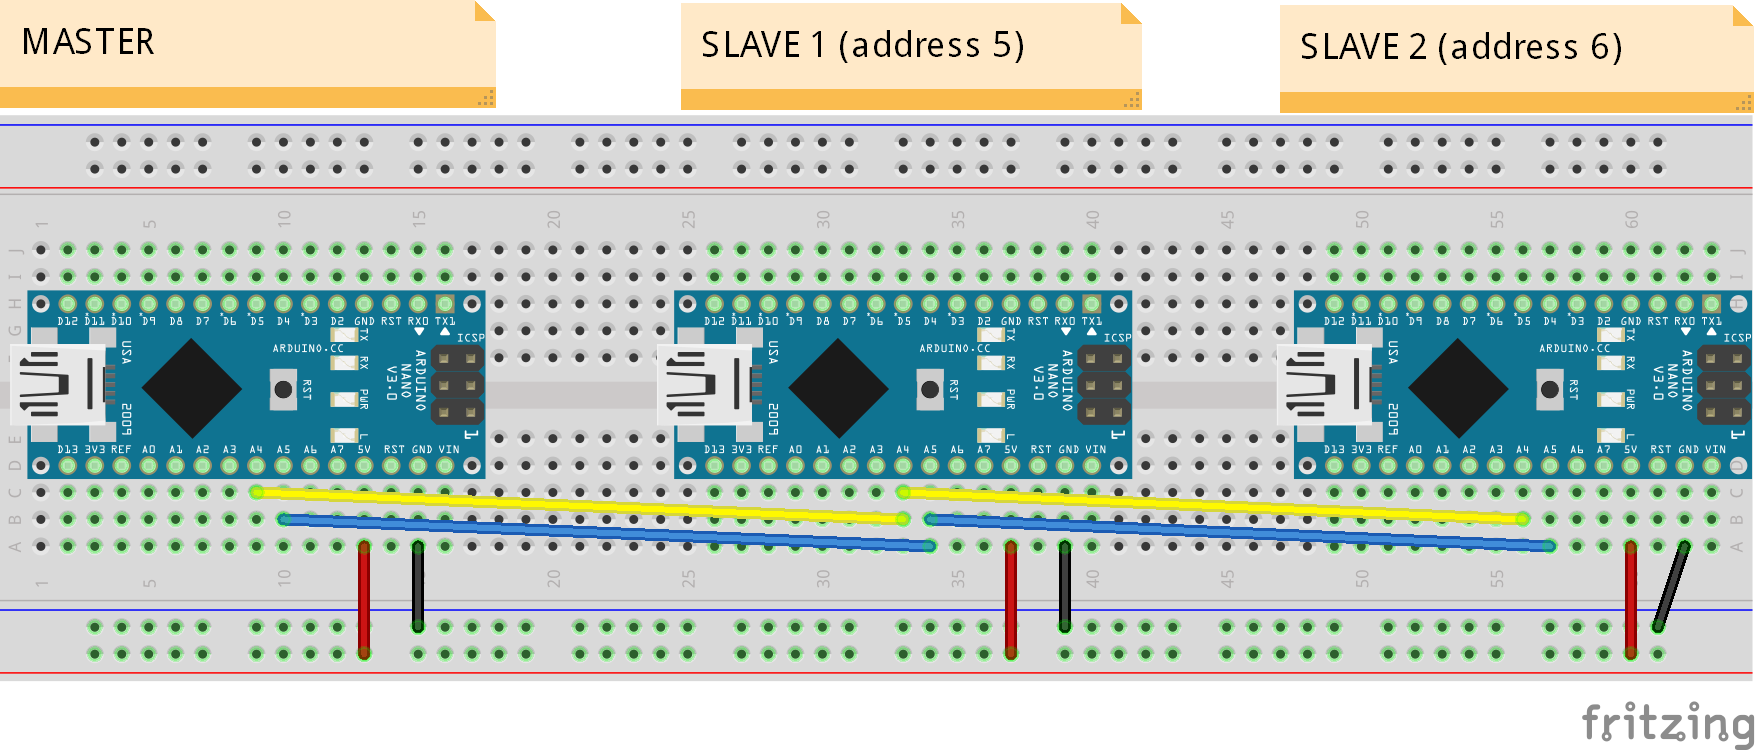 MASTER
SLAVE 1 (address 5)
SLAVE 2 (address 6)
1 5 10 15 20 25 30 35 40 45 50 55 60
J J
I I
H H
G
D12 D11 D10 D9 D8 D7 D6 D5 D4 D3 D2 GND RST RX0 TX1
USA
2005
ARDUINO.CC
RST
TX
RX
PWR
L
ICSP
1
ARDUINO
NANO
V3.0
D13 3V3 REF A0 A1 A2 A3 A4 A5 A6 A7 5V RST GND VIN
D12 D11 D10 D9 D8 D7 D6 D5 D4 D3 D2 GND RST RX0 TX1
USA
2005
ARDUINO.CC
RST
TX
RX
PWR
L
ICSP
1
ARDUINO
NANO
V3.0
D13 3V3 REF A0 A1 A2 A3 A4 A5 A6 A7 5V RST GND VIN
D12 D11 D10 D9 D8 D7 D6 D5 D4 D3 D2 GND RST RX0 TX1
USA
2005
ARDUINO.CC
RST
TX
RX
PWR
L
ICSP
1
ARDUINO
NANO
V3.0
D13 3V3 REF A0 A1 A2 A3 A4 A5 A6 A7 5V RST GND VIN
E
D D
C C
B B
A A
1 5 10 15 20 25 30 35 40 45 50 55 60
fritzing